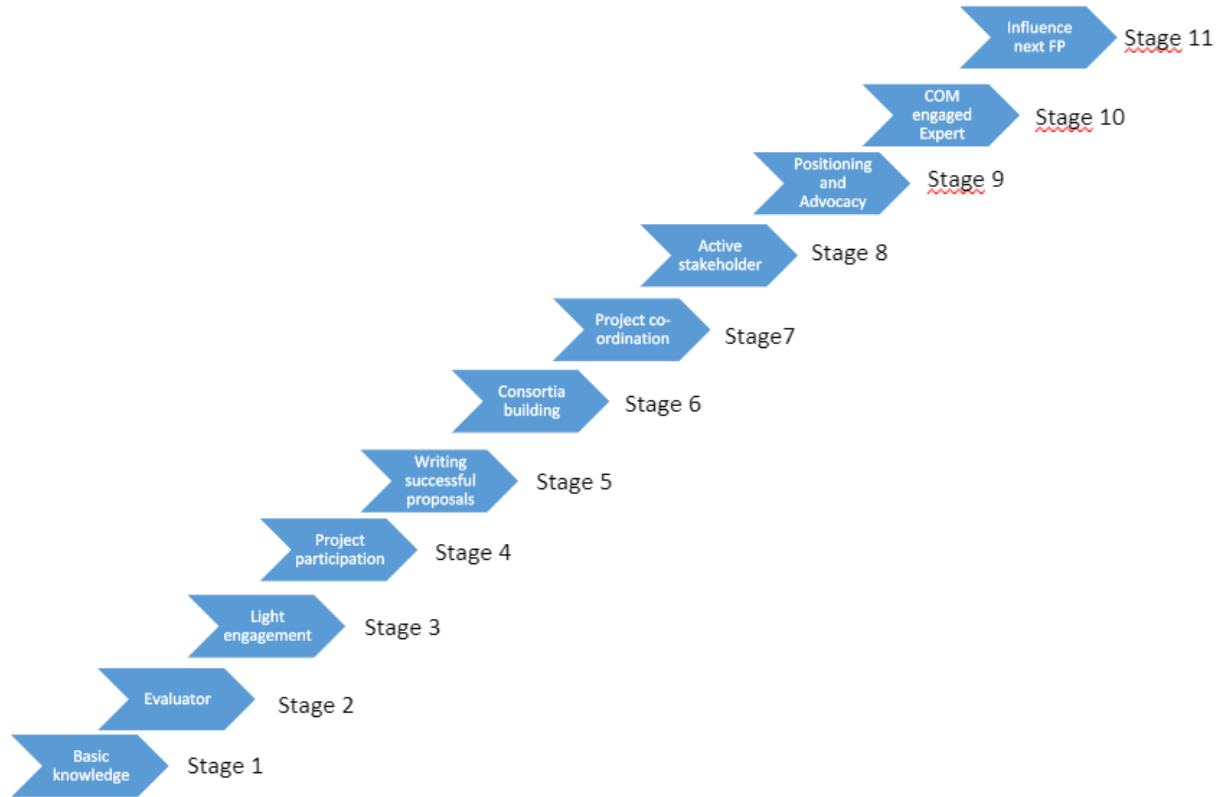 Influence
next FP
Stage 11
COM
engaged
Expert
Stage 10
Positioning
and
Advocacy
Stage 9
Active
stakeholder
Stage 8
Project co-
ordination
Stage7
Consortia
building
Stage 6
Writing
successful
proposals
Stage 5
Project
participation
Stage 4
Light
engagement
Stage 3
Evaluator
Stage 2
Basic
knowledge
Stage 1